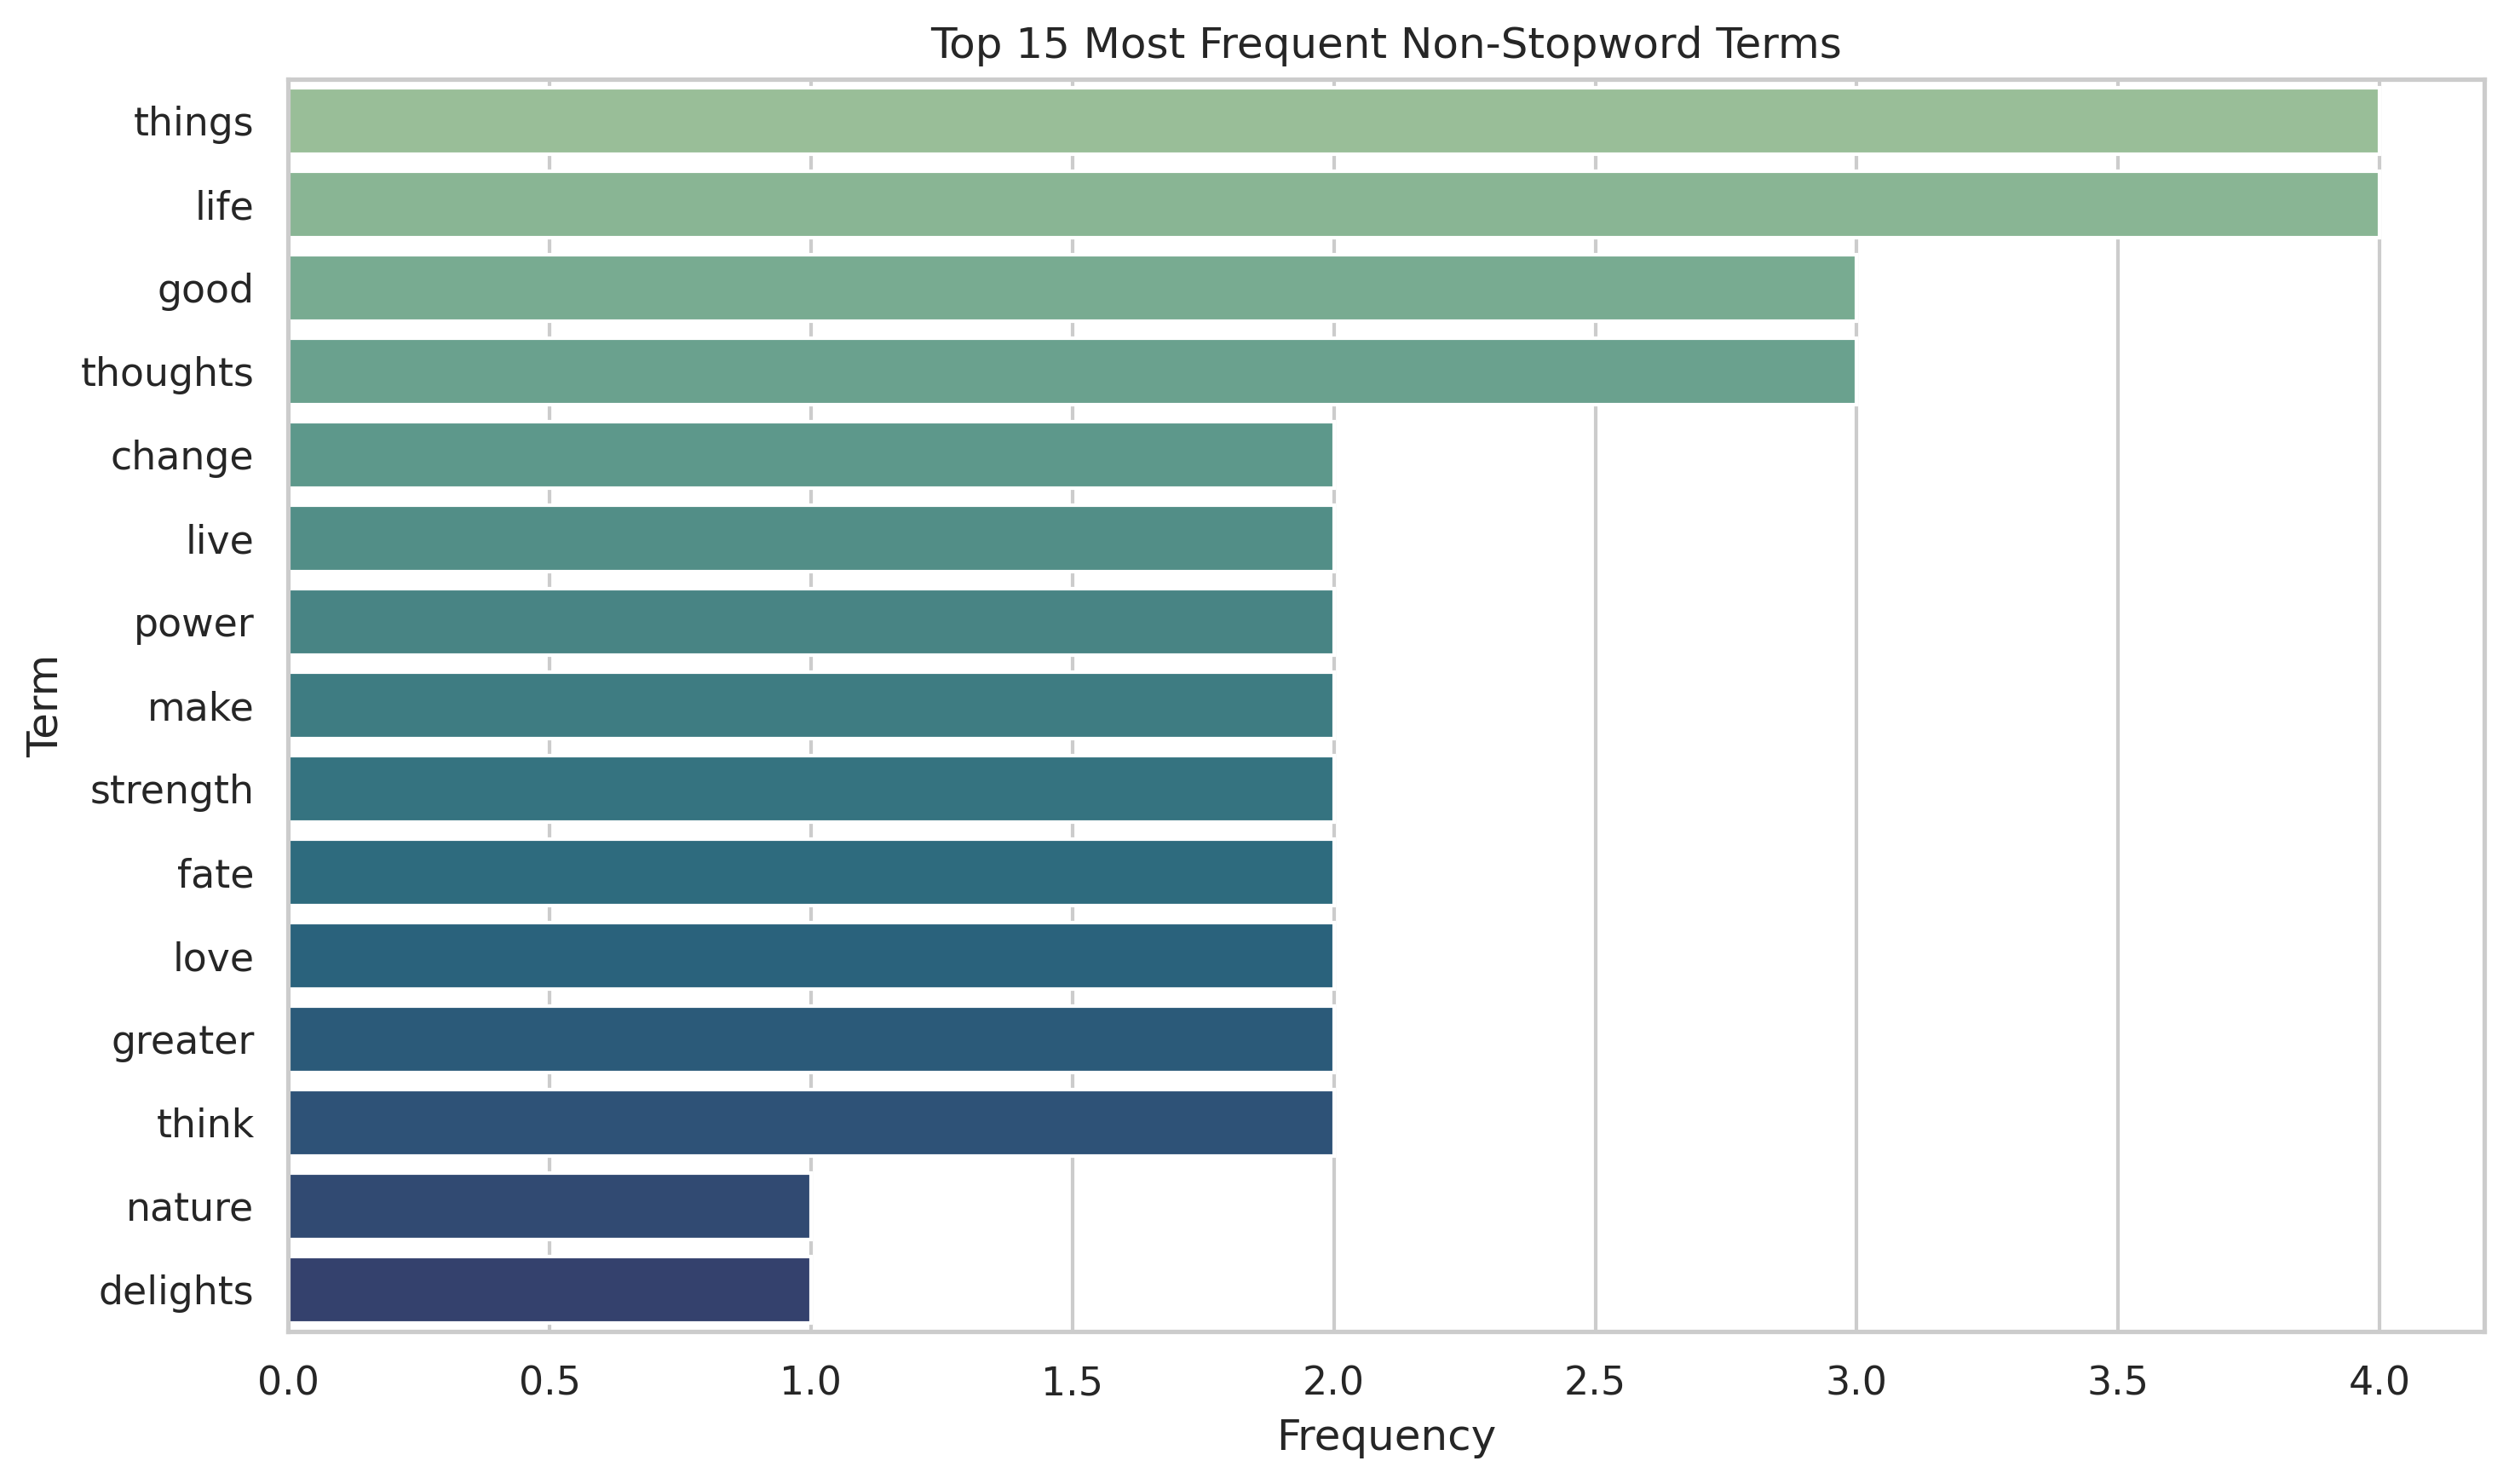 Top 15 Most Frequent Non-Stopword Terms
things
life
good
thoughts
change
live
power
make
strength
fate
love
greater
think
nature
delights
Term
0.0 0.5 1.0 1.5 2.0 2.5 3.0 3.5 4.0
Frequency